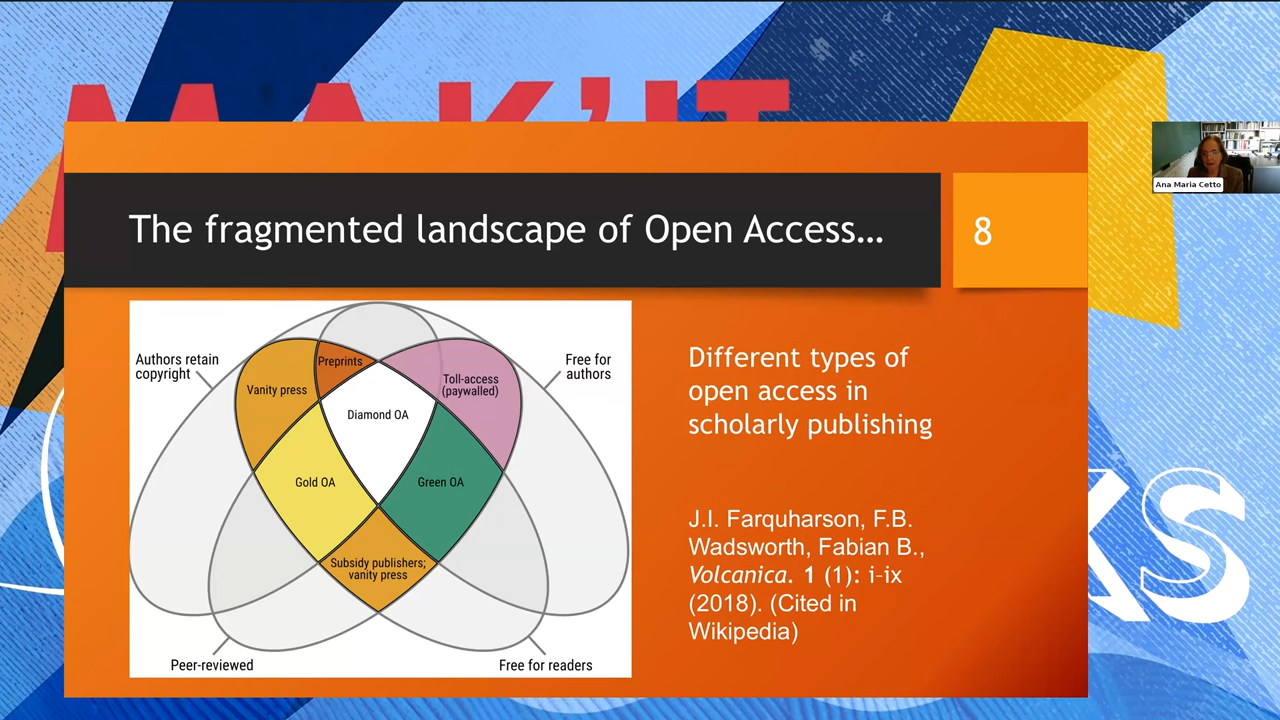 MAK'IT
The fragmented landscape of Open Access...
8
Ana Maria Cetto
Authors retain
copyright
Free for
authors
Preprints
Vanity press
Toll-access
(paywalled)
Diamond OA
Gold OA
Green OA
Subsidy publishers;
vanity press
Peer-reviewed
Free for readers
Different types of
open access in
scholarly publishing
J.I. Farquharson, F.B.
Wadsworth, Fabian B.,
Volcanica. 1 (1): i-ix
(2018). (Cited in
Wikipedia)